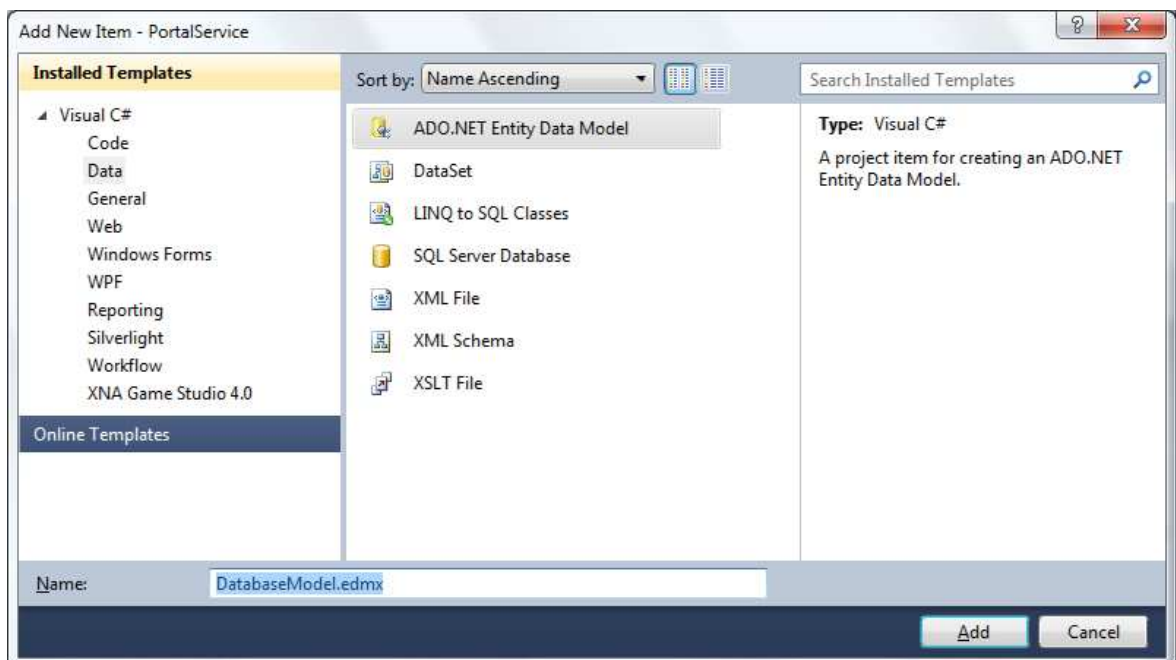 Add New Item - PortalService
Installed Templates
Visual C#
Code
Data
General
Web
Windows Forms
WPF
Reporting
Silverlight
Workflow
XNA Game Studio 4.0
Online Templates
Sort by: Name Ascending
ADO.NET Entity Data Model
DataSet
LINQ to SQL Classes
SQL Server Database
XML File
XML Schema
XSLT File
Search Installed Templates
Type: Visual C#
A project item for creating an ADO.NET
Entity Data Model.
Name: DatabaseModel.edmx
Add Cancel